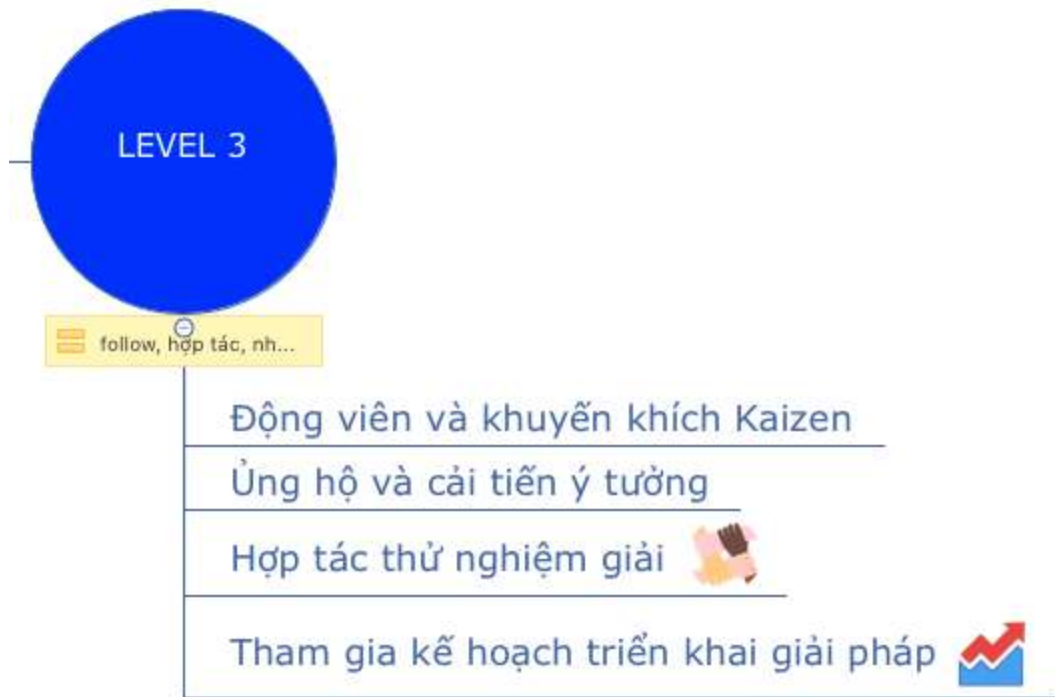 LEVEL 3
follow, hợp tác, nh...
Động viên và khuyến khích Kaizen
Ủng hộ và cải tiến ý tưởng
Hợp tác thử nghiệm giải
Tham gia kế hoạch triển khai giải pháp